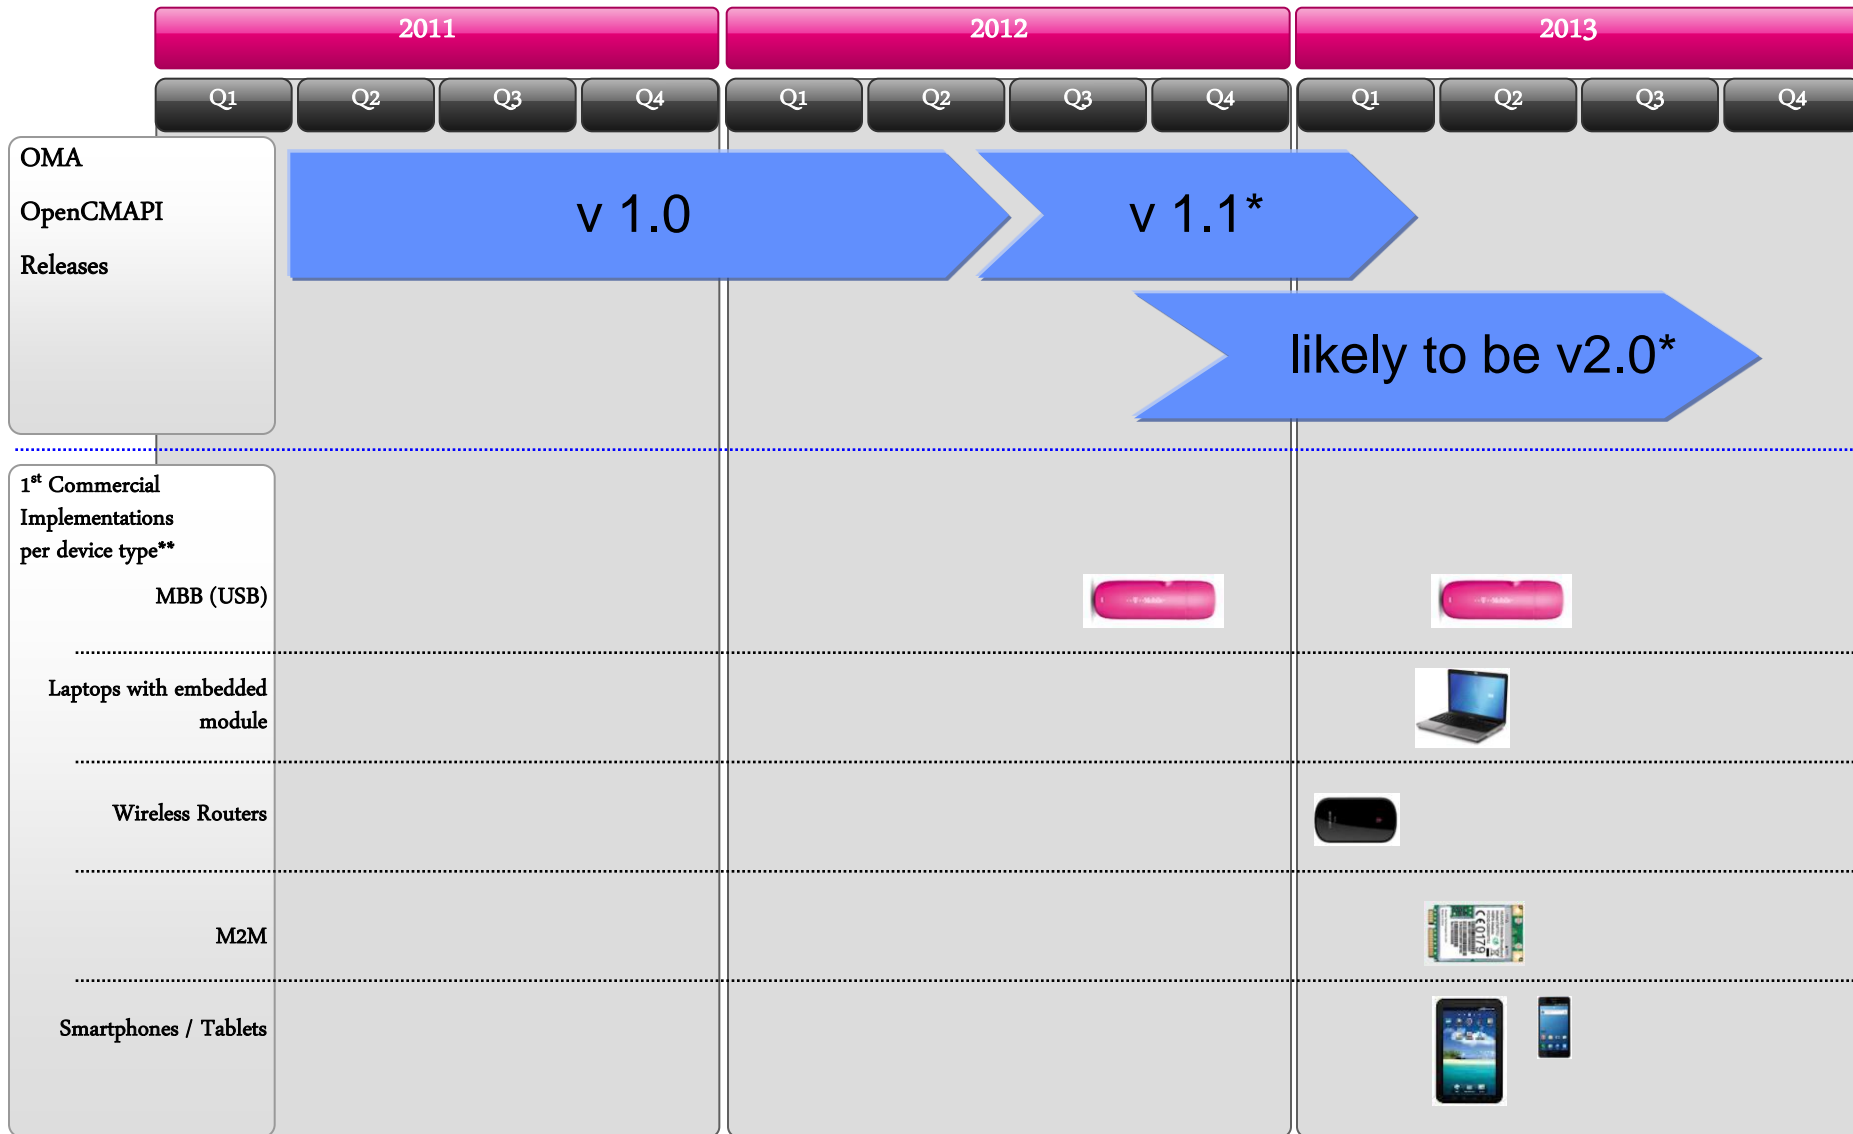 2011 2012 2013
Q1 Q2 Q3 Q4 Q1 Q2 Q3 Q4 Q1 Q2 Q3 Q4
OMA
OpenCMAPI
Releases
v 1.0
v 1.1*
likely to be v2.0*
1st Commercial
Implementations
per device type**
MBB (USB)
Laptops with embedded
module
Wireless Routers
M2M
CE0179
Smartphones / Tablets